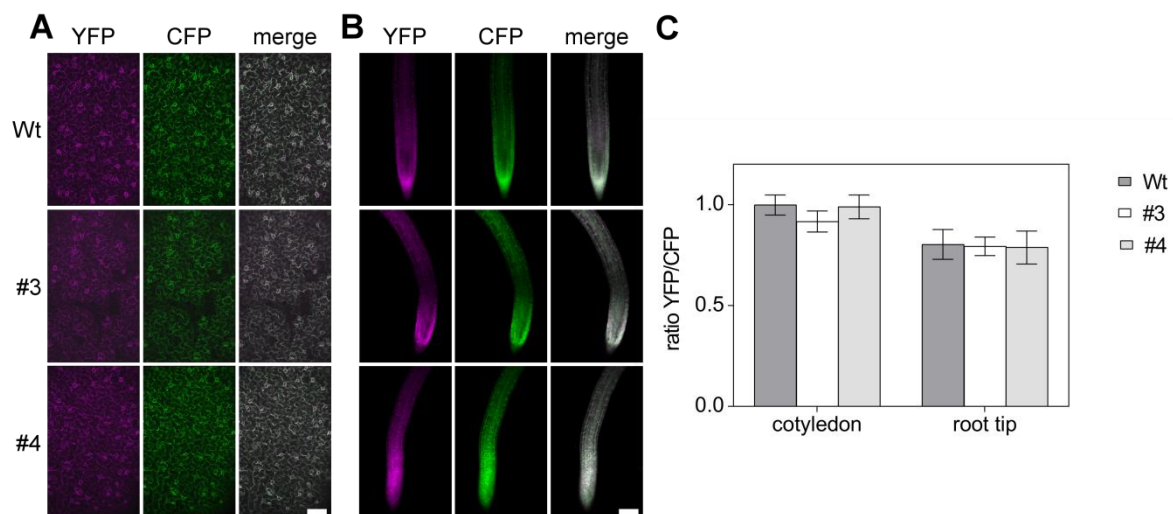 A
YFP CFP merge
Wt
#3
#4
B
YFP CFP merge
C
ratio YFP/CFP
1.0
0.5
0.0
cotyledon root tip
Wt
#3
#4